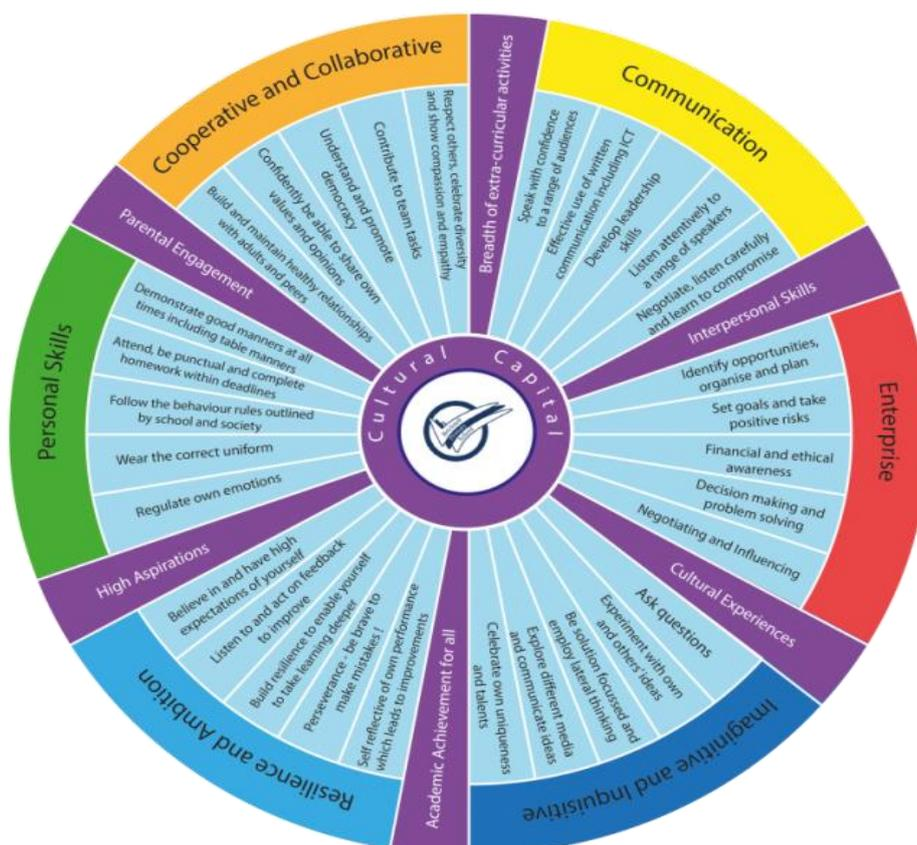 Cultural Capital
Breadth of extra-curricular activities
Communication
Speak with confidence
to a range of audiences
Effective use of written
communication including ICT
Develop leadership
skills
Listen attentively to
a range of speakers
Negotiate, listen carefully
and learn to compromise
Interpersonal Skills
Enterprise
Identify opportunities,
organise and plan
Set goals and take
positive risks
Financial and ethical
awareness
Decision making and
problem solving
Negotiating and Influencing
Cultural Experiences
Imaginitive and Inquisitive
Ask questions
Experiment with own
and others' ideas
Be solution focussed and
employ lateral thinking
Explore different media
and communicate ideas
Celebrate own uniqueness
and talents
Academic Achievement for all
Resilience and Ambition
Self reflective of own performance
which leads to improvements
Perseverance - be brave to
make mistakes !
Build resilience to enable yourself
to take learning deeper
Listen to and act on feedback
to improve
Believe in and have high
expectations of yourself
High Aspirations
Personal Skills
Regulate own emotions
Wear the correct uniform
Follow the behaviour rules outlined
by school and society
Attend, be punctual and complete
homework within deadlines
Demonstrate good manners at all
times including table manners
Parental Engagement
Cooperative and Collaborative
Build and maintain healthy relationships
with adults and peers
Confidently be able to share own
values and opinions
Understand and promote
democracy
Contribute to team tasks
Respect others, celebrate diversity
and show compassion and empathy